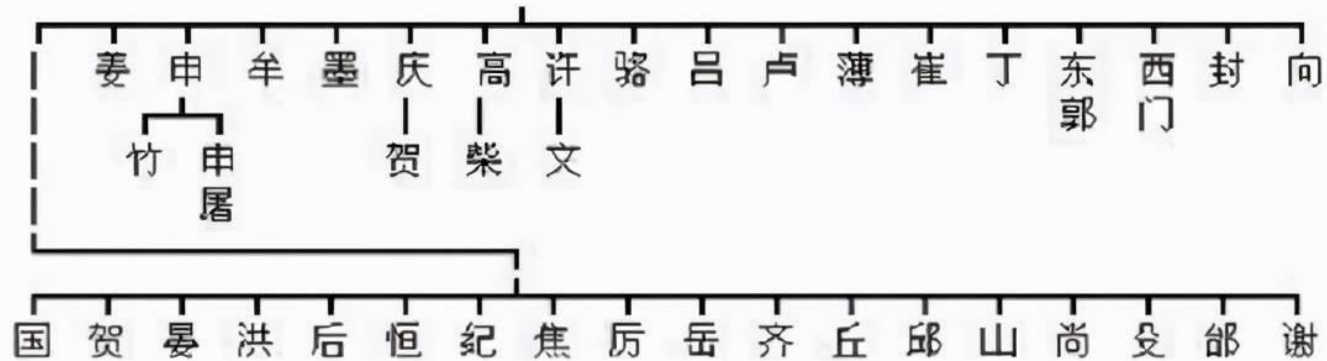 姜 申 牟 墨 庆 高 许 骆 吕 卢 薄 崔 丁 东郭 西门 封 向
竹 申屠 贺 柴 文
国 贺 晏 洪 后 恒 纪 焦 厉 岳 齐 丘 邱 山 尚 殳 邰 谢